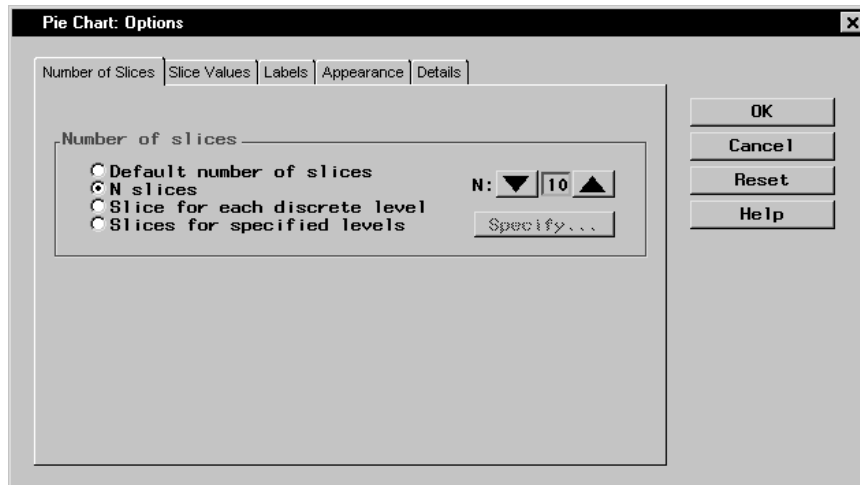 Pie Chart: Options
Number of Slices Slice Values Labels Appearance Details
Number of slices
Default number of slices
N slices
Slice for each discrete level
Slices for specified levels
N: 10
Specify...
OK
Cancel
Reset
Help